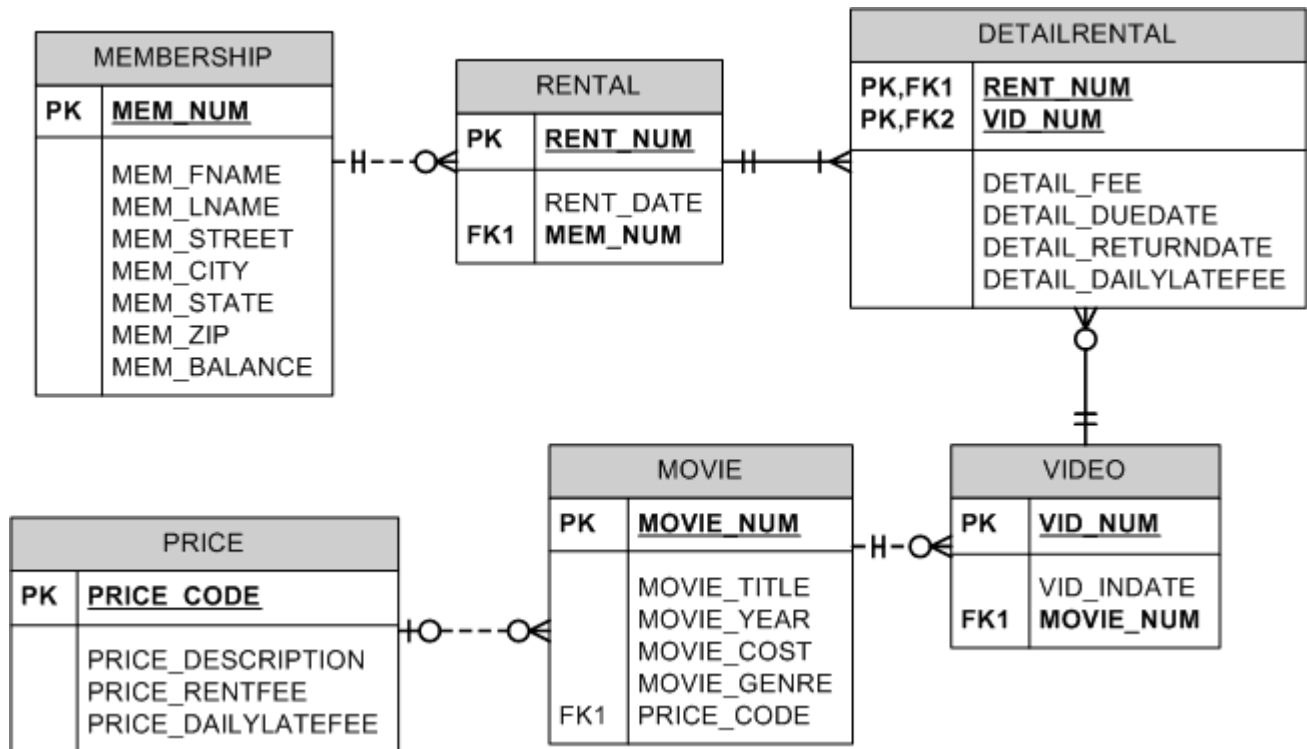 MEMBERSHIP
PK MEM_NUM
MEM_FNAME
MEM_LNAME
MEM_STREET
MEM_CITY
MEM_STATE
MEM_ZIP
MEM_BALANCE
RENTAL
PK RENT_NUM
RENT_DATE
FK1 MEM_NUM
DETAILRENTAL
PK,FK1 RENT_NUM
PK,FK2 VID_NUM
DETAIL_FEE
DETAIL_DUEDATE
DETAIL_RETURNDATE
DETAIL_DAILYLATEFEE
PRICE
PK PRICE_CODE
PRICE_DESCRIPTION
PRICE_RENTFEE
PRICE_DAILYLATEFEE
MOVIE
PK MOVIE_NUM
MOVIE_TITLE
MOVIE_YEAR
MOVIE_COST
MOVIE_GENRE
FK1 PRICE_CODE
VIDEO
PK VID_NUM
VID_INDATE
FK1 MOVIE_NUM